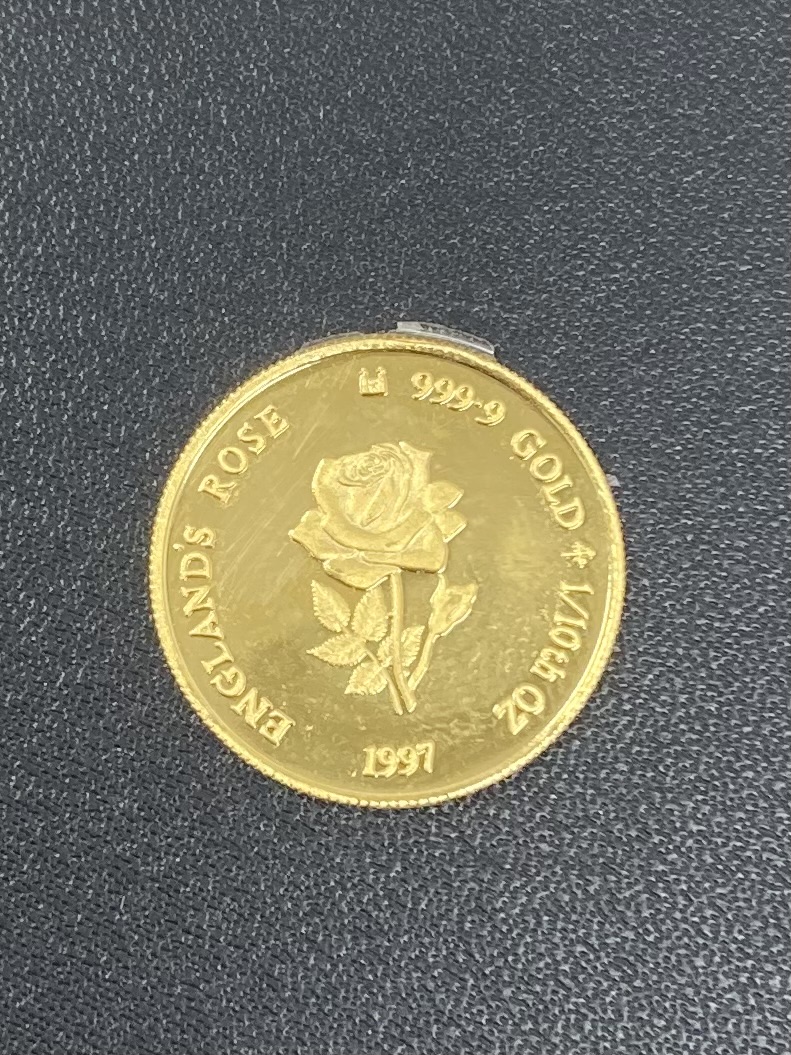 ENGLAND'S ROSE
999·9 GOLD
1/10th OZ
1997